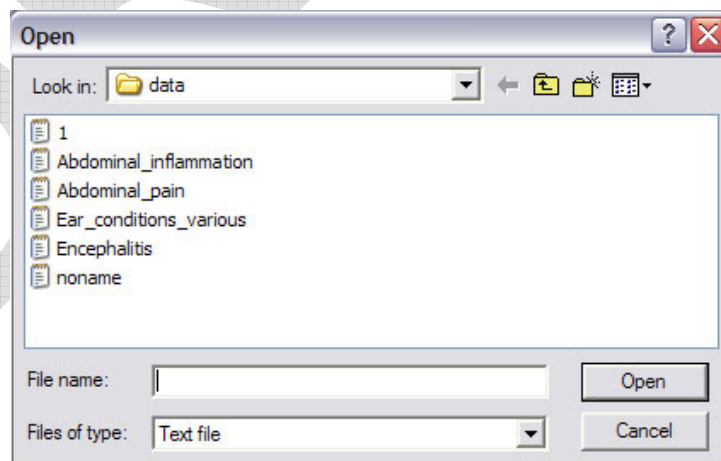 Open
Look in: data
1
Abdominal_inflammation
Abdominal_pain
Ear_conditions_various
Encephalitis
noname
File name: Open
Files of type: Text file Cancel